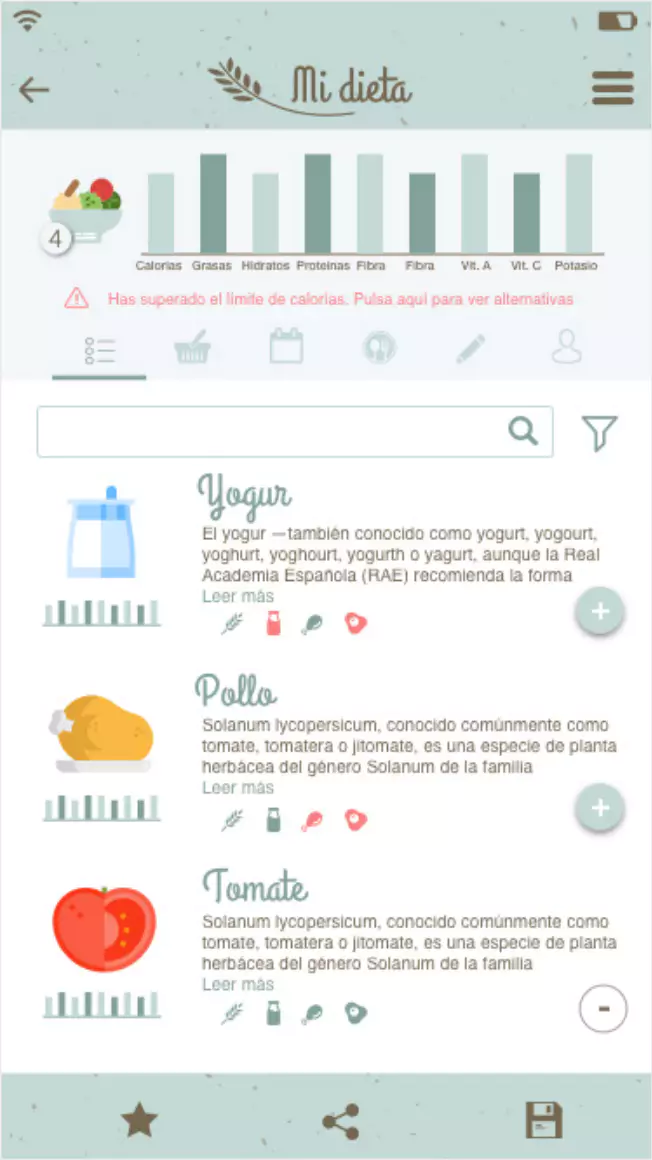 Mi dieta
4
Calorías Grasas Hidratos Proteínas Fibra Fibra Vit. A Vit. C Potasio
Has superado el límite de calorías. Pulsa aquí para ver alternativas
Yogur
El yogur —también conocido como yogurt, yogourt,
yoghurt, yoghourt, yogurth o yagurt, aunque la Real
Academia Española (RAE) recomienda la forma
Leer más
+
Pollo
Solanum lycopersicum, conocido comúnmente como
tomate, tomatera o jitomate, es una especie de planta
herbácea del género Solanum de la familia
Leer más
+
Tomate
Solanum lycopersicum, conocido comúnmente como
tomate, tomatera o jitomate, es una especie de planta
herbácea del género Solanum de la familia
Leer más
-